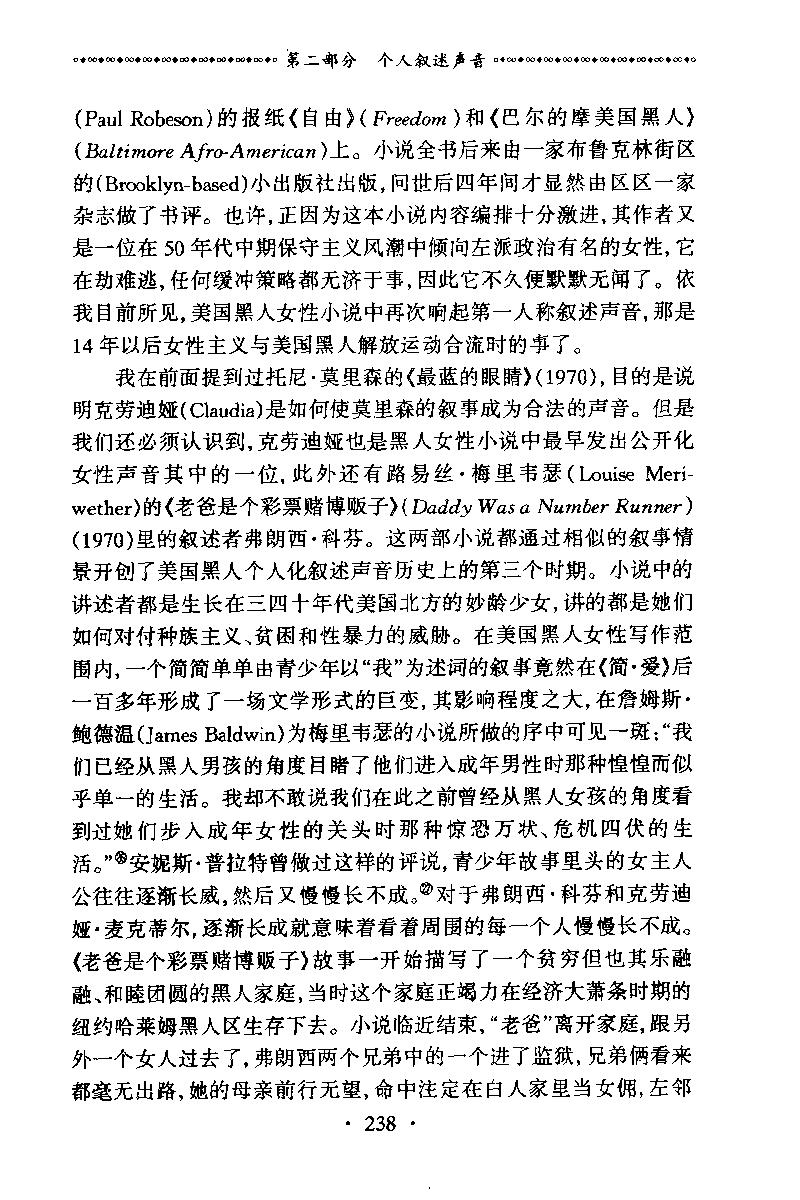 第二部分 个人叙述声音
(Paul Robeson)的报纸《自由》(Freedom)和《巴尔的摩美国黑人》
(Baltimore Afro-American)上。小说全书后来由一家布鲁克林街区
的(Brooklyn-based)小出版社出版,问世后四年间才显然由区区一家
杂志做了书评。也许,正因为这本小说内容编排十分激进,其作者又
是一位在 50 年代中期保守主义风潮中倾向左派政治有名的女性,它
在劫难逃,任何缓冲策略都无济于事,因此它不久便默默无闻了。依
我目前所见,美国黑人女性小说中再次响起第一人称叙述声音,那是
14 年以后女性主义与美国黑人解放运动合流时的事了。
我在前面提到过托尼·莫里森的《最蓝的眼睛》(1970),目的是说
明克劳迪娅(Claudia)是如何使莫里森的叙事成为合法的声音。但是
我们还必须认识到,克劳迪娅也是黑人女性小说中最早发出公开化
女性声音其中的一位,此外还有路易丝·梅里韦瑟(Louise Meri-
wether)的《老爸是个彩票赌博贩子》(Daddy Was a Number Runner)
(1970)里的叙述者弗朗西·科芬。这两部小说都通过相似的叙事情
景开创了美国黑人个人化叙述声音历史上的第三个时期。小说中的
讲述者都是生长在三四十年代美国北方的妙龄少女,讲的都是她们
如何对付种族主义、贫困和性暴力的威胁。在美国黑人女性写作范
围内,一个简简单单由青少年以“我”为述词的叙事竟然在《简·爱》后
一百多年形成了一场文学形式的巨变,其影响程度之大,在詹姆斯·
鲍德温(James Baldwin)为梅里韦瑟的小说所做的序中可见一斑:“我
们已经从黑人男孩的角度目睹了他们进入成年男性时那种惶惶而似
乎单一的生活。我却不敢说我们在此之前曾经从黑人女孩的角度看
到过她们步入成年女性的关头时那种惊恐万状、危机四伏的生
活。”㉖安妮斯·普拉特曾做过这样的评说,青少年故事里头的女主人
公往往逐渐长威,然后又慢慢长不成。㉗对于弗朗西·科芬和克劳迪
娅·麦克蒂尔,逐渐长成就意味着看着周围的每一个人慢慢长不成。
《老爸是个彩票赌博贩子》故事一开始描写了一个贫穷但也其乐融
融、和睦团圆的黑人家庭,当时这个家庭正竭力在经济大萧条时期的
纽约哈莱姆黑人区生存下去。小说临近结束,“老爸”离开家庭,跟另
外一个女人过去了,弗朗西两个兄弟中的一个进了监狱,兄弟俩看来
都毫无出路,她的母亲前行无望,命中注定在白人家里当女佣,左邻
· 238 ·